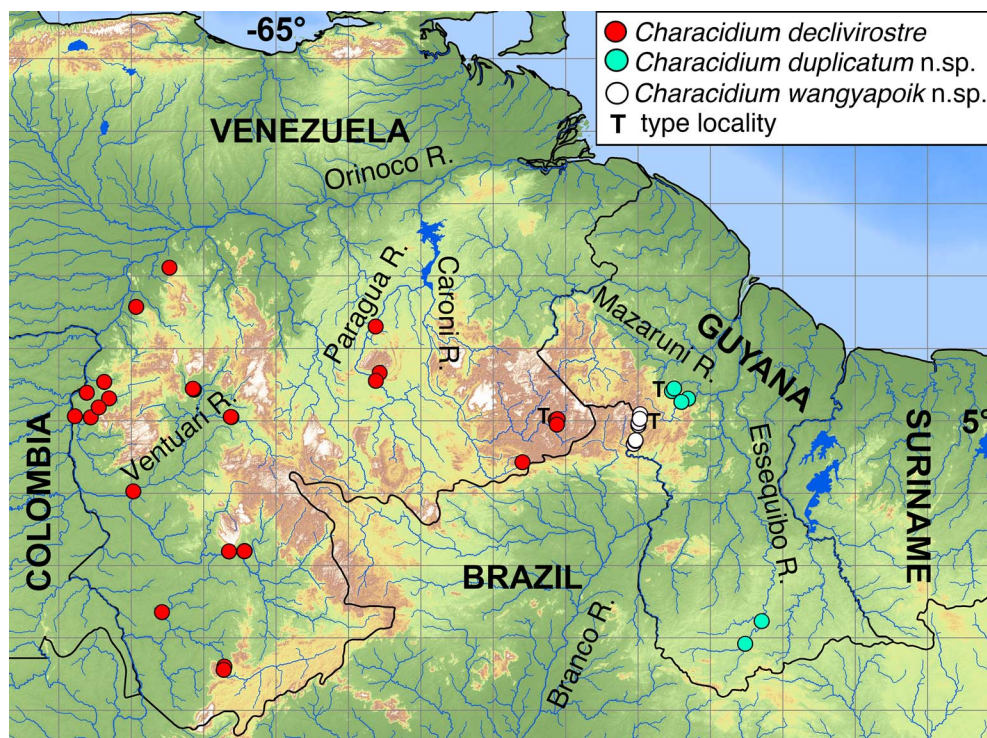 -65°
Characidium declivirostre
Characidium duplicatum n.sp.
Characidium wangyapoik n.sp.
T type locality
VENEZUELA
Orinoco R.
Paragua R.
Caroni R.
Mazaruni R.
GUYANA
T
T
T
Ventuari R.
COLOMBIA
5°
Essequibo R.
SURINAME
BRAZIL
Branco R.